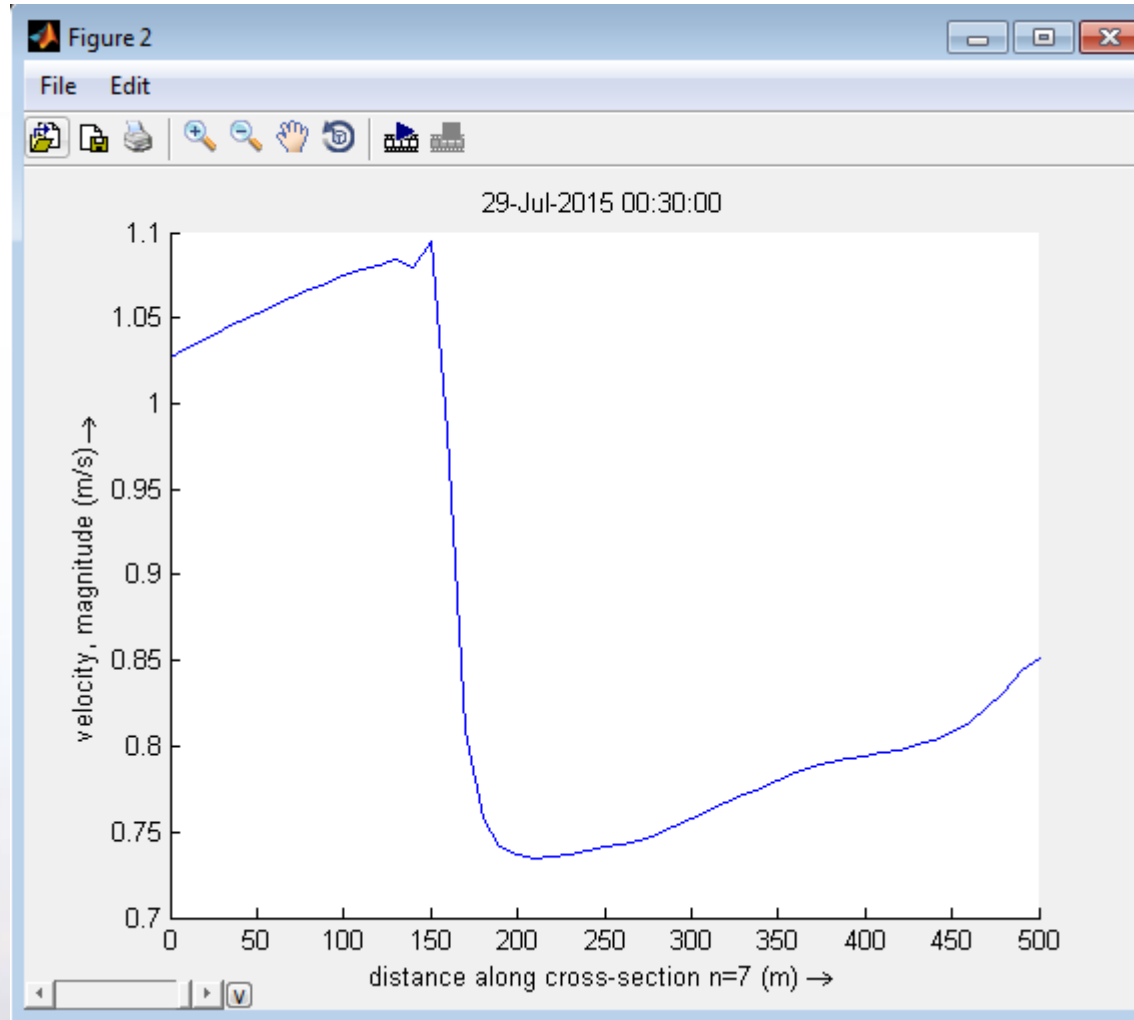 Figure 2
File Edit
29-Jul-2015 00:30:00
1.1
1.05
1
0.95
0.9
0.85
0.8
0.75
0.7
velocity, magnitude (m/s)→
0 50 100 150 200 250 300 350 400 450 500
distance along cross-section n=7 (m) →
V